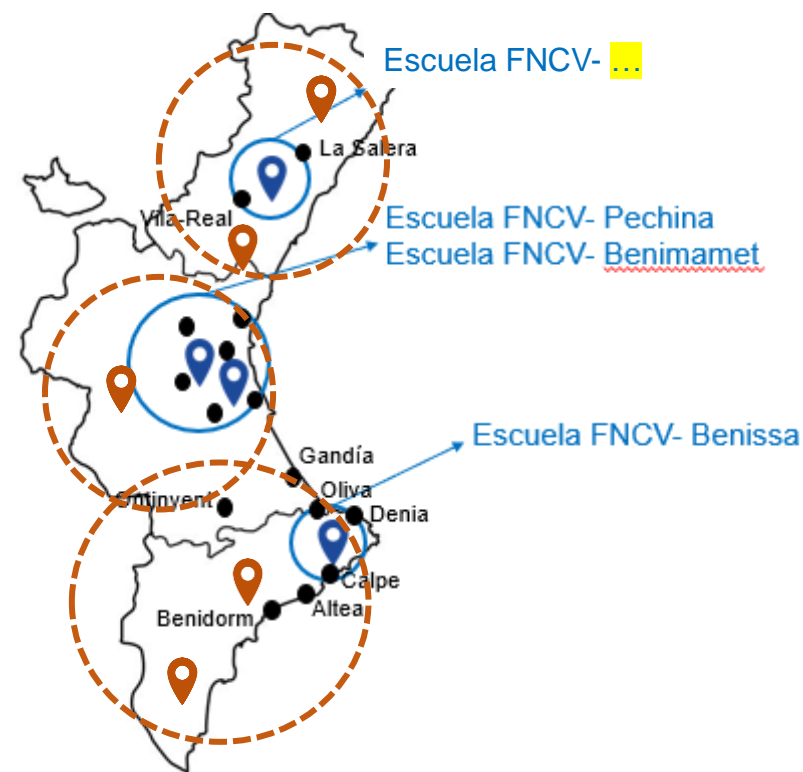 Escuela FNCV- ...
La Salera
Vila-Real
Escuela FNCV- Pechina
Escuela FNCV- Benimamet
Escuela FNCV- Benissa
Gandía
Oliva
Ontinyent
Denia
Calpe
Altea
Benidorm